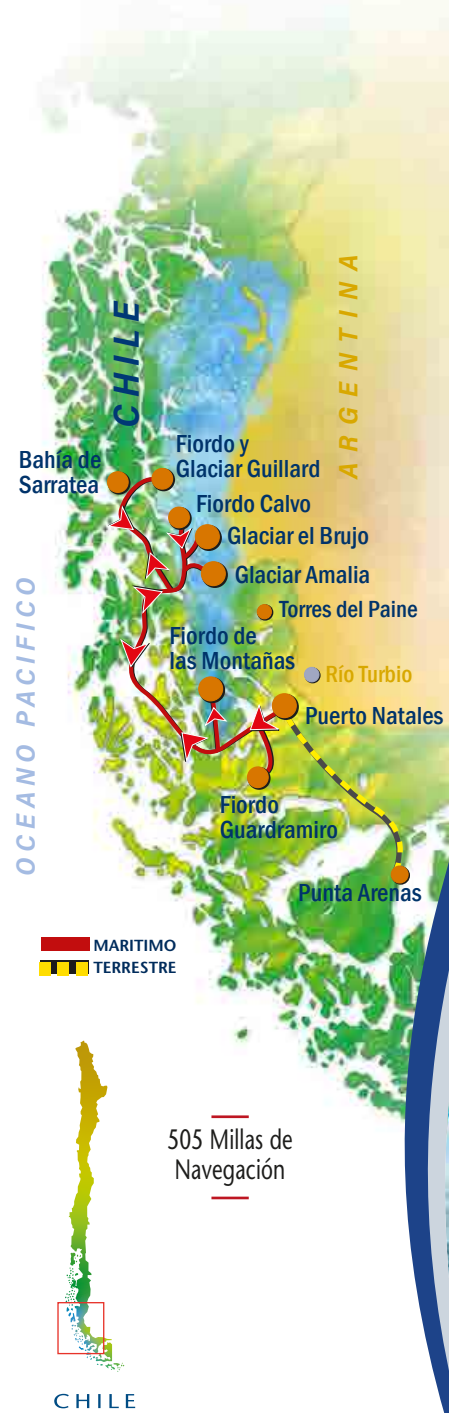 CHILE
ARGENTINA
OCEANO PACIFICO
Bahía de
Sarratea
Fiordo y
Glaciar Guillard
Fiordo Calvo
Glaciar el Brujo
Glaciar Amalia
Torres del Paine
Fiordo de
las Montañas
Río Turbio
Puerto Natales
Fiordo
Guardramiro
Punta Arenas
MARITIMO
TERRESTRE
505 Millas de
Navegación
CHILE